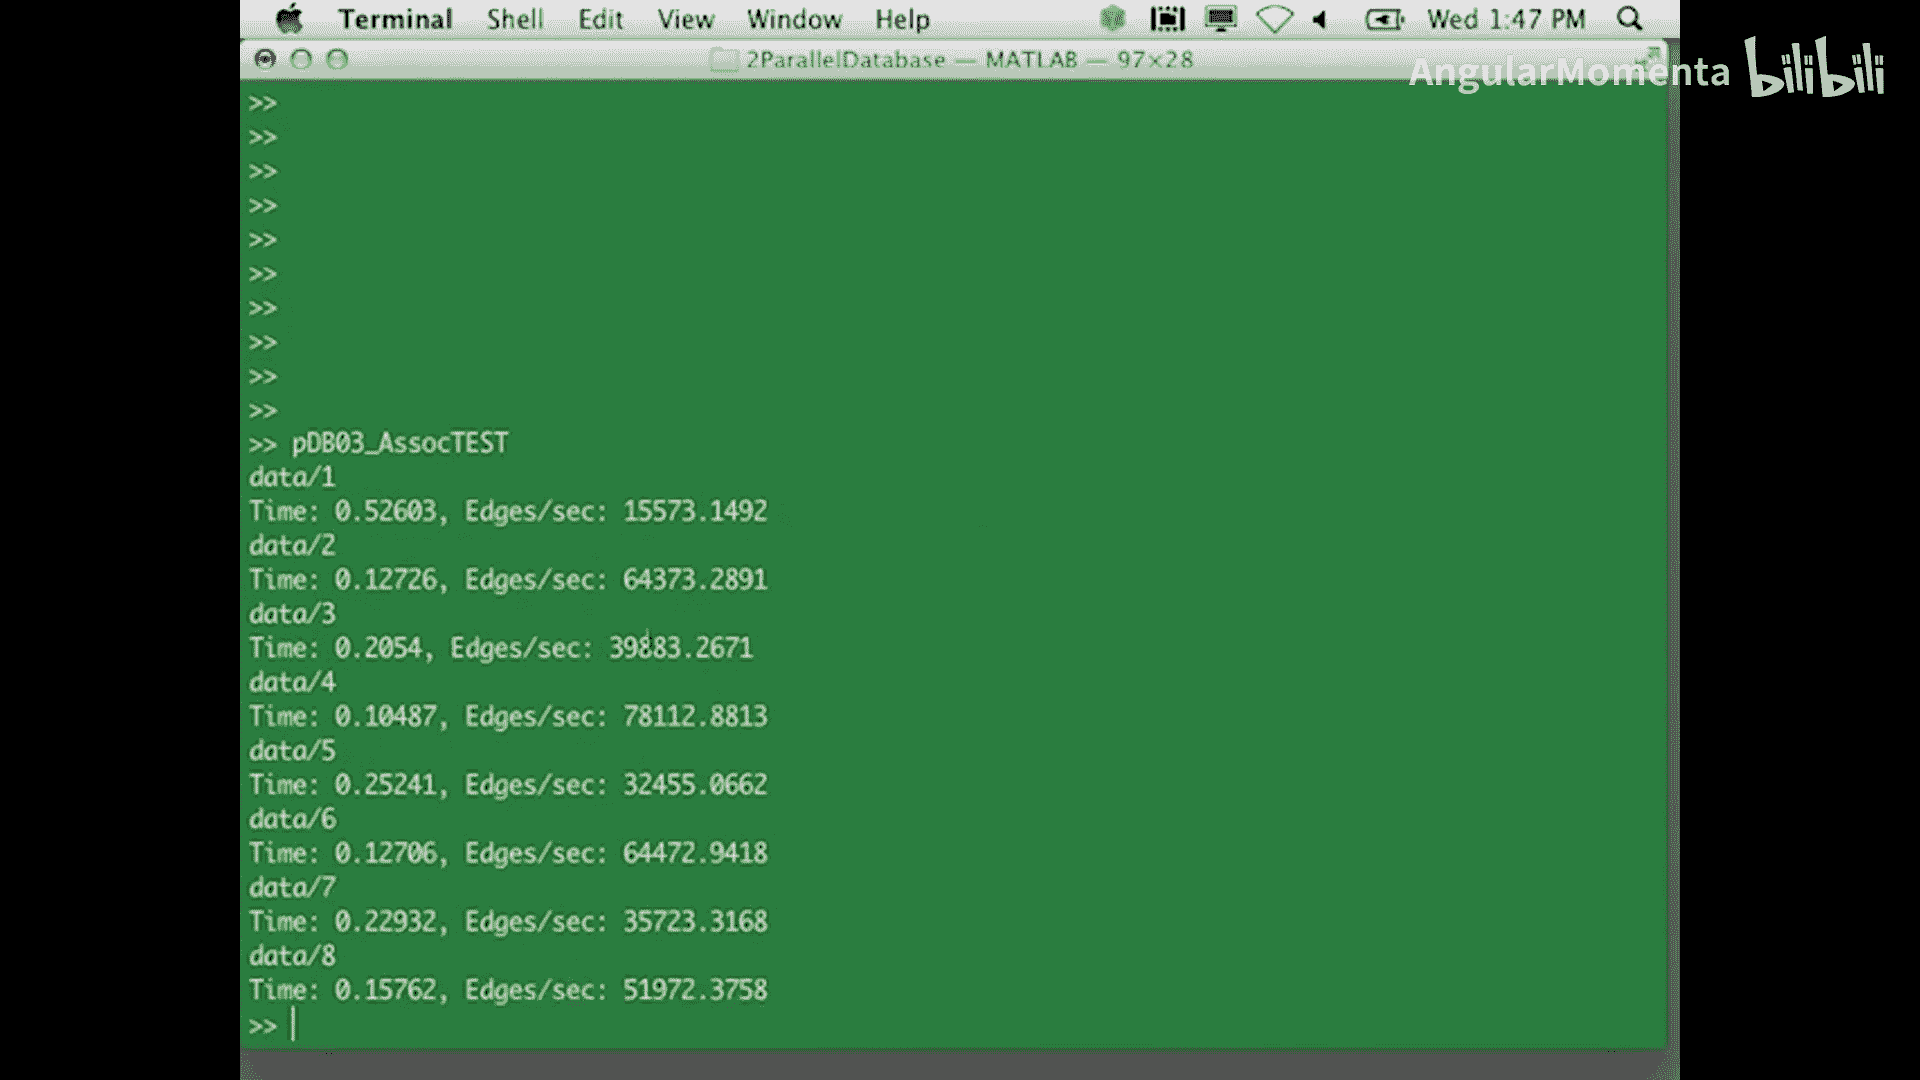 Terminal Shell Edit View Window Help Wed 1:47 PM
2ParallelDatabase — MATLAB — 97×28
AngularMomenta bilibili
>>
>>
>>
>>
>>
>>
>>
>>
>>
>>
>> pDB03_AssocTEST
data/1
Time: 0.52603, Edges/sec: 15573.1492
data/2
Time: 0.12726, Edges/sec: 64373.2891
data/3
Time: 0.2054, Edges/sec: 39883.2671
data/4
Time: 0.10487, Edges/sec: 78112.8813
data/5
Time: 0.25241, Edges/sec: 32455.0662
data/6
Time: 0.12706, Edges/sec: 64472.9418
data/7
Time: 0.22932, Edges/sec: 35723.3168
data/8
Time: 0.15762, Edges/sec: 51972.3758
>>